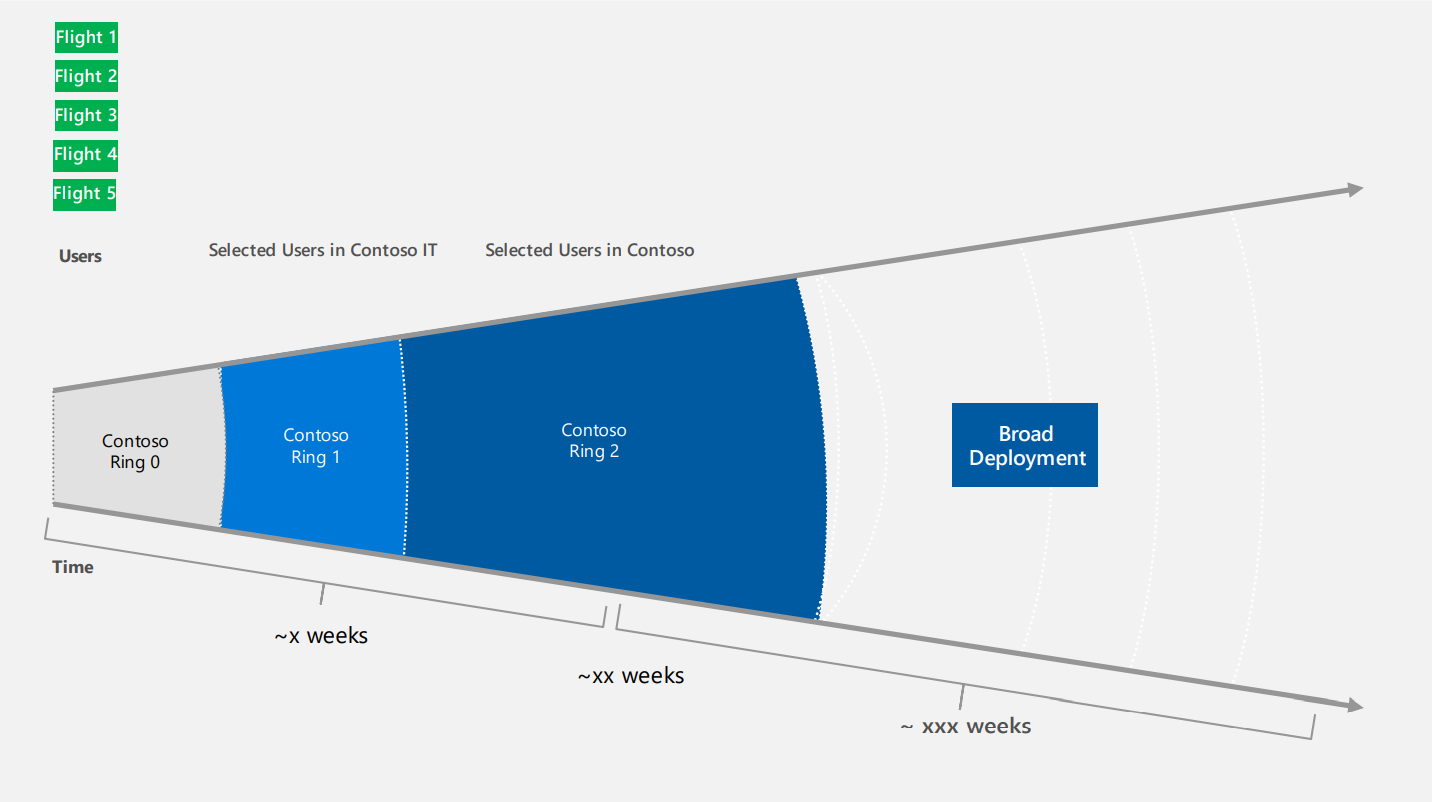 Flight 1
Flight 2
Flight 3
Flight 4
Flight 5
Users
Selected Users in Contoso IT
Selected Users in Contoso
Contoso
Ring 0
Contoso
Ring 1
Contoso
Ring 2
Broad
Deployment
Time
~x weeks
~xx weeks
~ xxx weeks